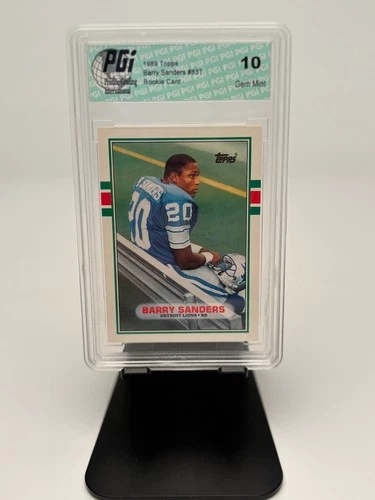 PGi
1989 Topps
Barry Sanders #83T
Rookie Card
10
Gem Mint
TOPPS
SANDERS
20
20
BARRY SANDERS
DETROIT LIONS • RB